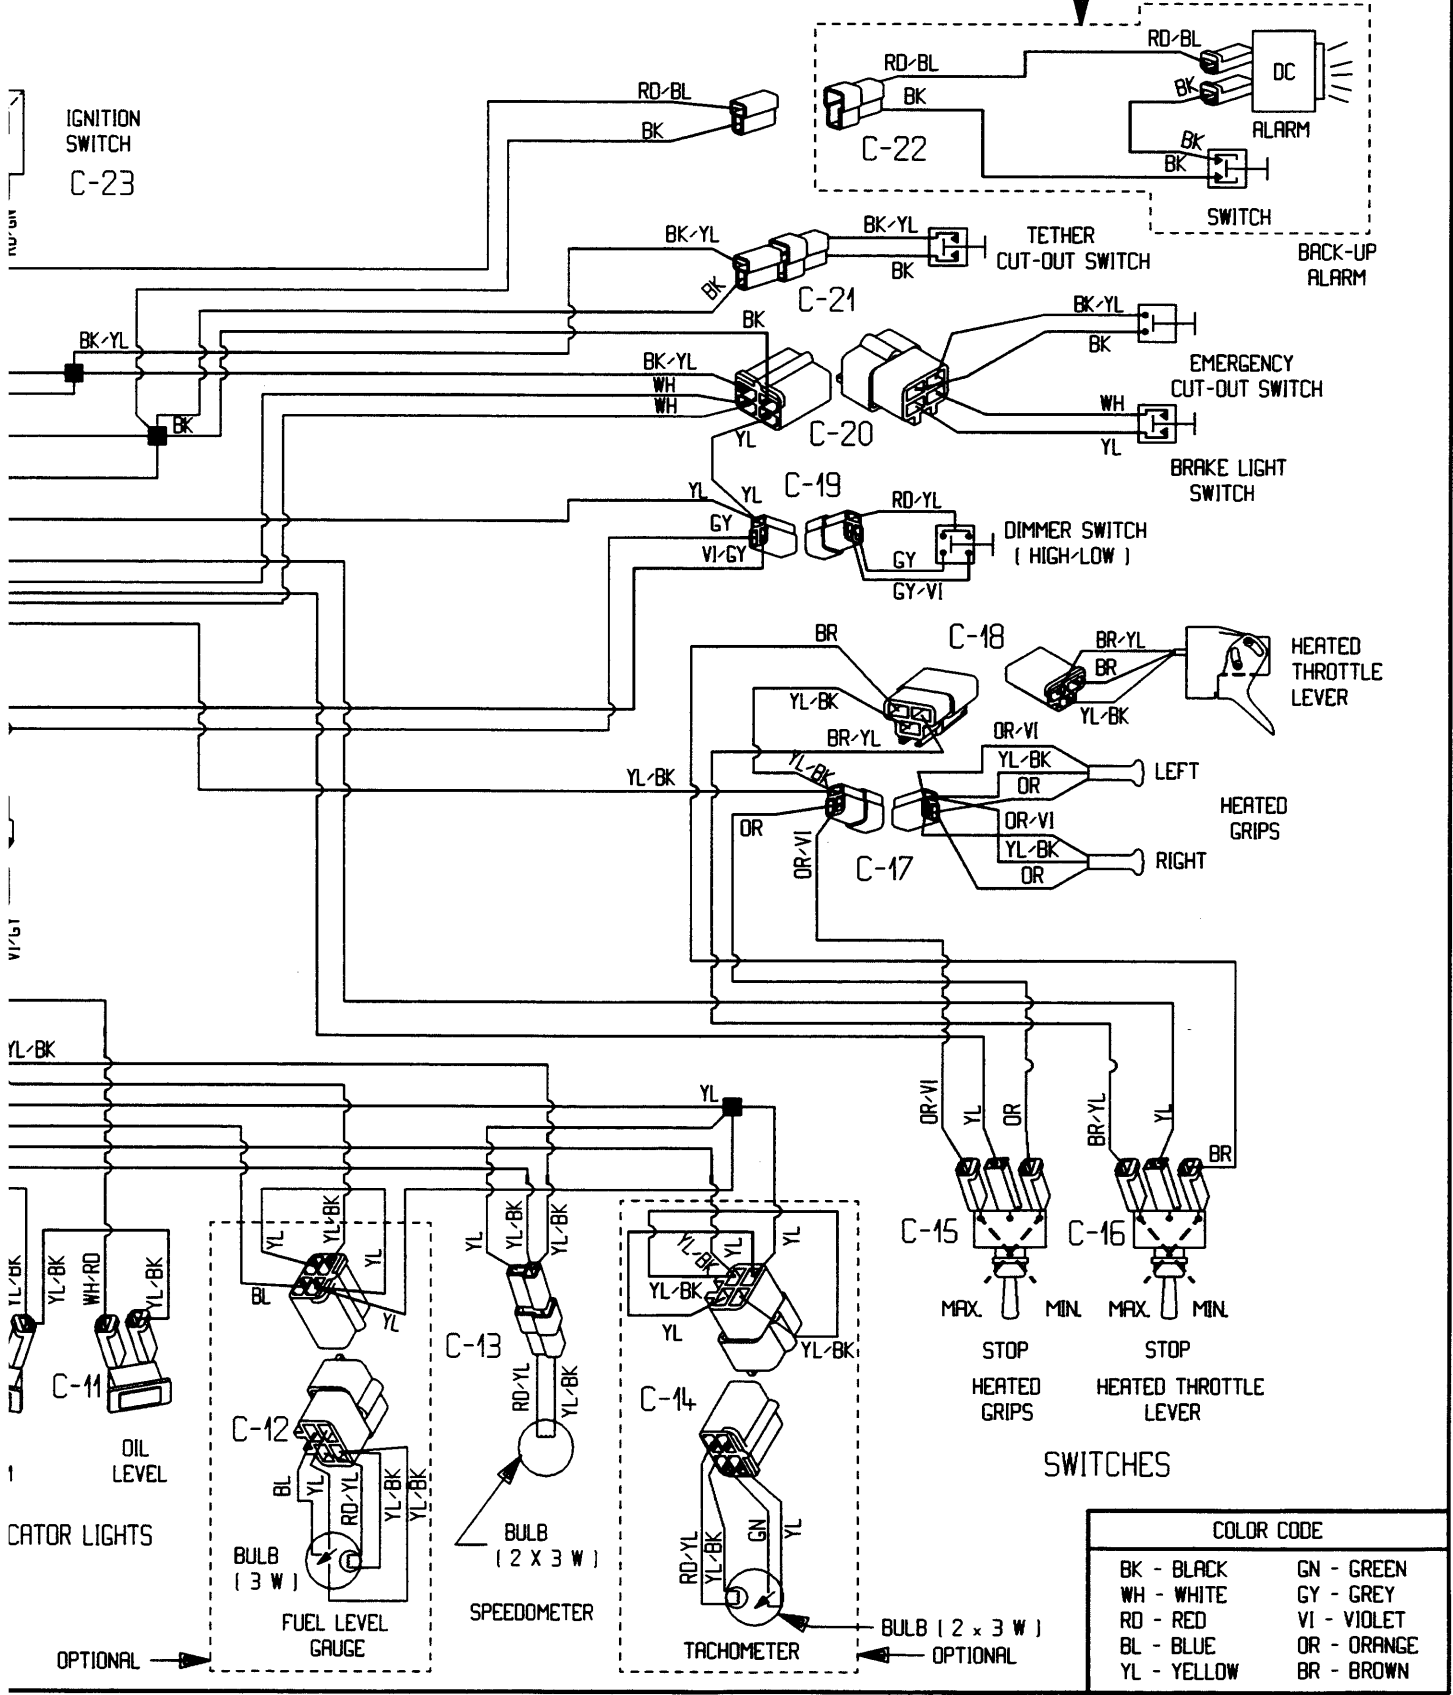 RD/BL
RD/BL
RD/BL
DC
BK
BK
BK
ALARM
IGNITION
SWITCH
C-23
C-22
BK
BK
SWITCH
BACK-UP
ALARM
BK/YL
BK/YL
TETHER
CUT-OUT SWITCH
BK
BK
C-21
BK/YL
BK
BK
BK/YL
BK/YL
EMERGENCY
CUT-OUT SWITCH
WH
WH
WH
BK
YL
C-20
YL
BRAKE LIGHT
SWITCH
C-19
YL
YL
RD/YL
GY
DIMMER SWITCH
( HIGH/LOW )
VI/GY
GY
GY/VI
BR
C-18
BR/YL
BR
YL/BK
HEATED
THROTTLE
LEVER
YL/BK
BR/YL
OR/VI
YL/BK
OR
LEFT
YL/BK
YL/BK
OR
HEATED
GRIPS
OR/VI
YL/BK
OR
RIGHT
OR/VI
C-17
VI/GY
YL/BK
YL
OR/VI
YL
OR
BR/YL
YL
BR
YL/BK
YL/BK
WH/RD
YL/BK
YL
YL/BK
YL
BL
YL
YL
YL/BK
YL/BK
YL/BK
YL
YL
YL/BK
YL
YL/BK
C-15
C-16
MAX.
MIN.
MAX.
MIN.
STOP
STOP
HEATED
GRIPS
HEATED THROTTLE
LEVER
SWITCHES
C-11
OIL
LEVEL
CATOR LIGHTS
C-12
C-13
C-14
BL
YL
RD/YL
YL/BK
YL/BK
RD/YL
YL/BK
RD/YL
YL/BK
GN
YL
BULB
( 3 W )
FUEL LEVEL
GAUGE
BULB
( 2 X 3 W )
SPEEDOMETER
TACHOMETER
BULB ( 2 x 3 W )
OPTIONAL
OPTIONAL
COLOR CODE
BK - BLACK GN - GREEN
WH - WHITE GY - GREY
RD - RED VI - VIOLET
BL - BLUE OR - ORANGE
YL - YELLOW BR - BROWN